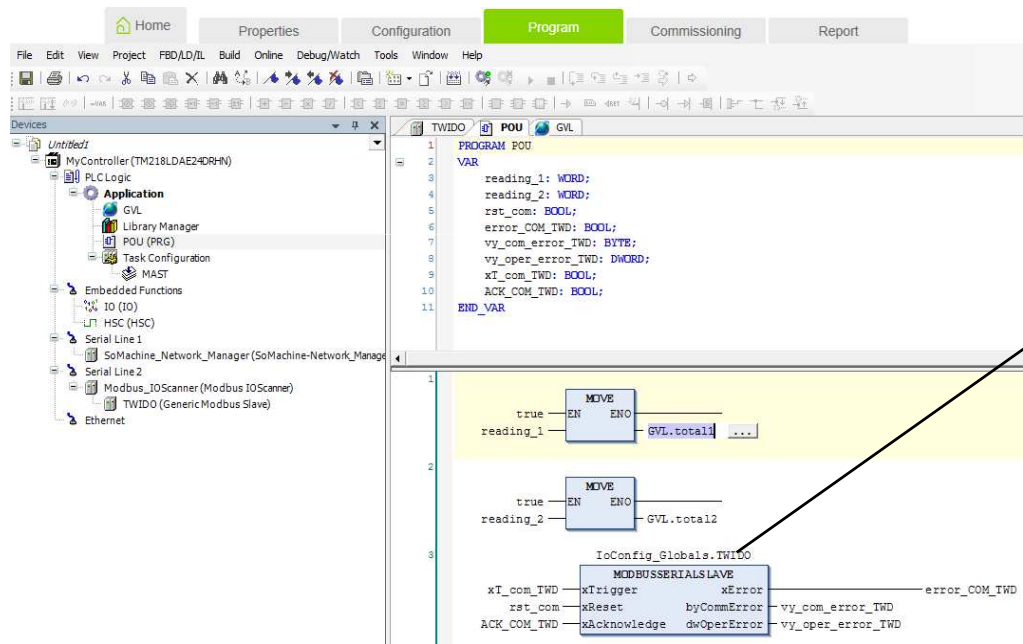 Home Properties Configuration Program Commissioning Report
File Edit View Project FBD/LD/IL Build Online Debug/Watch Tools Window Help
Devices
Untitled1
MyController (TM218LDAE24DRHN)
PLC Logic
Application
GVL
Library Manager
POU (PRG)
Task Configuration
MAST
Embedded Functions
IO (IO)
HSC (HSC)
Serial Line 1
SoMachine_Network_Manager (SoMachine-Network_Manage
Serial Line 2
Modbus_IOScanner (Modbus IOScanner)
TWIDO (Generic Modbus Slave)
Ethernet
TWIDO POU GVL
1 PROGRAM POU
2 VAR
3 reading_1: WORD;
4 reading_2: WORD;
5 rst_com: BOOL;
6 error_COM_TWD: BOOL;
7 vy_com_error_TWD: BYTE;
8 vy_oper_error_TWD: DWORD;
9 xT_com_TWD: BOOL;
10 ACK_COM_TWD: BOOL;
11 END_VAR
1
MOVE
true EN ENO
reading_1 GVL.total1 ...
2
MOVE
true EN ENO
reading_2 GVL.total2
3 IoConfig_Globals.TWIDO
MODBUSSERIALSLAVE
xT_com_TWD xTrigger xError error_COM_TWD
rst_com xReset byCommError vy_com_error_TWD
ACK_COM_TWD xAcknowledge dwOperError vy_oper_error_TWD